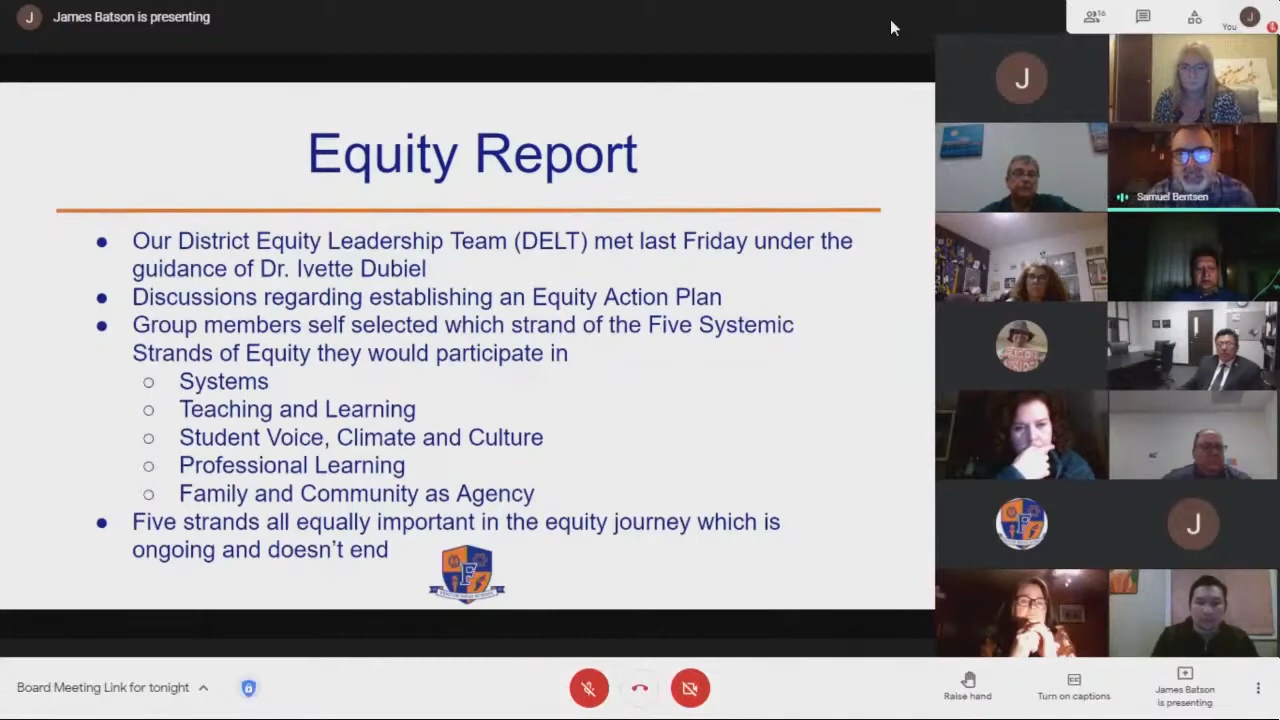 J
James Batson is presenting
16
You
J
J
Samuel Bentsen
Equity Report
Our District Equity Leadership Team (DELT) met last Friday under the
guidance of Dr. Ivette Dubiel
Discussions regarding establishing an Equity Action Plan
Group members self selected which strand of the Five Systemic
Strands of Equity they would participate in
Systems
Teaching and Learning
Student Voice, Climate and Culture
Professional Learning
Family and Community as Agency
Five strands all equally important in the equity journey which is
ongoing and doesn't end
F
F
J
Board Meeting Link for tonight
Raise hand
CC
Turn on captions
James Batson
is presenting